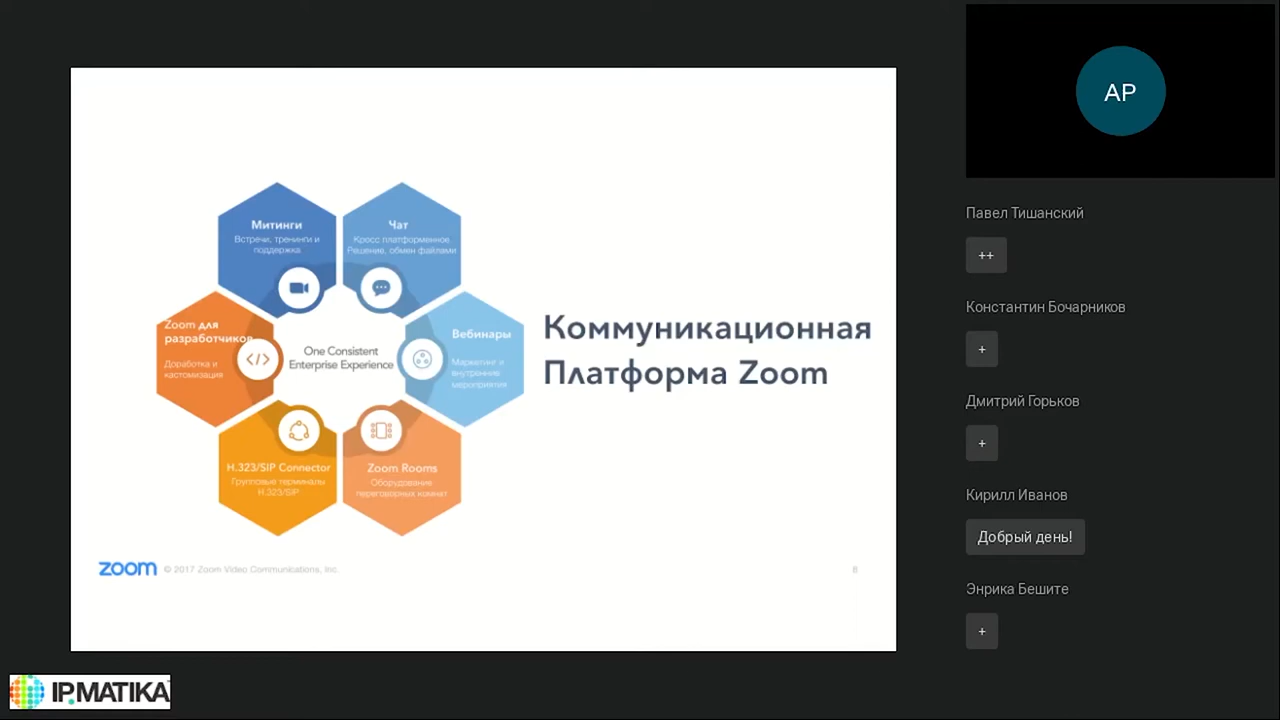 Митинги
Встречи, тренинги и
поддержка
Чат
Кросс платформенное
Решение, обмен файлами
Zoom для
разработчиков
Доработка и
кастомизация
One Consistent
Enterprise Experience
Вебинары
Маркетинг и
внутренние
мероприятия
H.323/SIP Connector
Групповые терминалы
H.323/SIP
Zoom Rooms
Оборудование
переговорных комнат
Коммуникационная
Платформа Zoom
zoom © 2017 Zoom Video Communications, Inc.
8
IPMATIKA
AP
Павел Тишанский
++
Константин Бочарников
+
Дмитрий Горьков
+
Кирилл Иванов
Добрый день!
Энрика Бешите
+